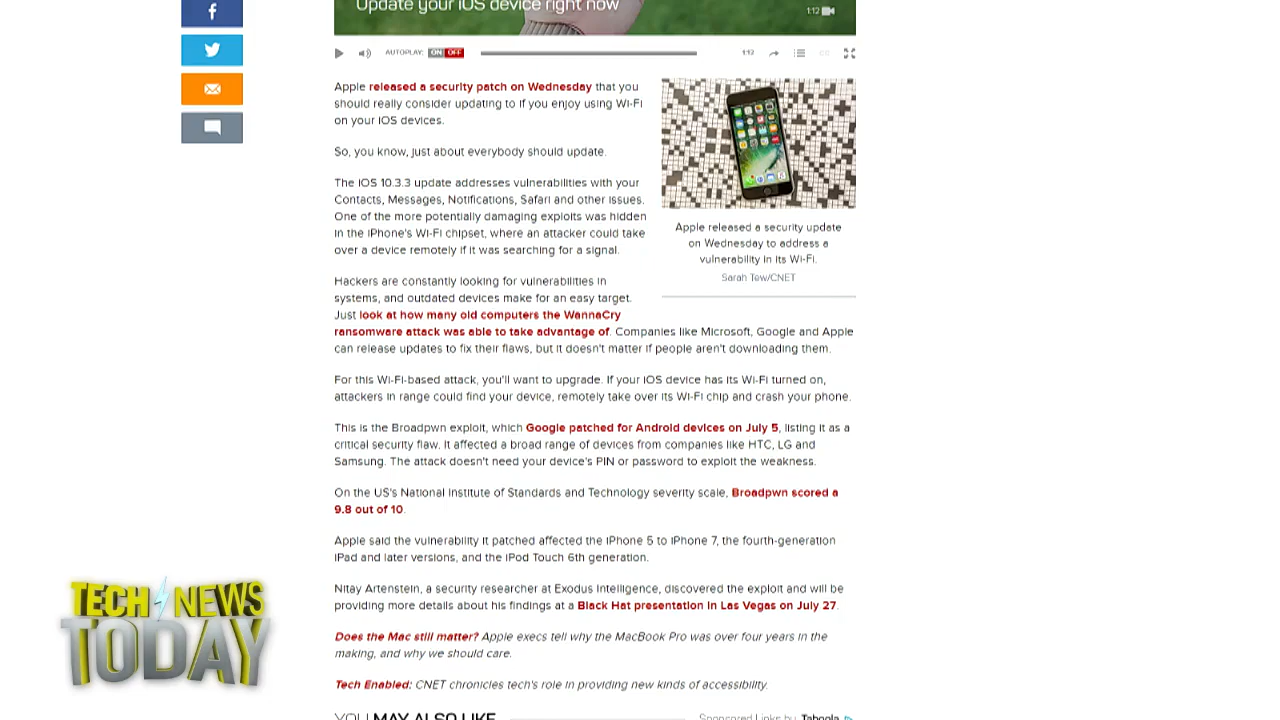 Update your iOS device right now
1:12
AUTOPLAY: ON OFF
1:12
CC
Apple released a security patch on Wednesday that you
should really consider updating to if you enjoy using Wi-Fi
on your iOS devices.
So, you know, just about everybody should update.
The iOS 10.3.3 update addresses vulnerabilities with your
Contacts, Messages, Notifications, Safari and other issues.
One of the more potentially damaging exploits was hidden
in the iPhone's Wi-Fi chipset, where an attacker could take
over a device remotely if it was searching for a signal.
Apple released a security update
on Wednesday to address a
vulnerability in its Wi-Fi.
Sarah Tew/CNET
Hackers are constantly looking for vulnerabilities in
systems, and outdated devices make for an easy target.
Just look at how many old computers the WannaCry
ransomware attack was able to take advantage of. Companies like Microsoft, Google and Apple
can release updates to fix their flaws, but it doesn't matter if people aren't downloading them.
For this Wi-Fi-based attack, you'll want to upgrade. If your iOS device has its Wi-Fi turned on,
attackers in range could find your device, remotely take over its Wi-Fi chip and crash your phone.
This is the Broadpwn exploit, which Google patched for Android devices on July 5, listing it as a
critical security flaw. It affected a broad range of devices from companies like HTC, LG and
Samsung. The attack doesn't need your device's PIN or password to exploit the weakness.
On the US's National Institute of Standards and Technology severity scale, Broadpwn scored a
9.8 out of 10.
Apple said the vulnerability it patched affected the iPhone 5 to iPhone 7, the fourth-generation
iPad and later versions, and the iPod Touch 6th generation.
Nitay Artenstein, a security researcher at Exodus Intelligence, discovered the exploit and will be
providing more details about his findings at a Black Hat presentation in Las Vegas on July 27.
Does the Mac still matter? Apple execs tell why the MacBook Pro was over four years in the
making, and why we should care.
Tech Enabled: CNET chronicles tech's role in providing new kinds of accessibility.
YOU MAY ALSO LIKE
Sponsored Links by Taboola
TECH NEWS
TODAY